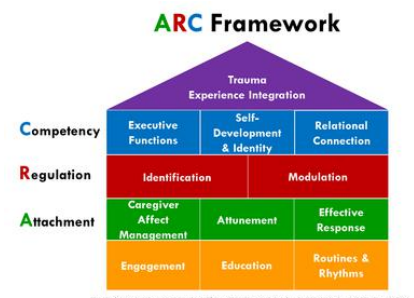 ARC Framework
Trauma
Experience Integration
Competency
Executive
Functions
Self-
Development
& Identity
Relational
Connection
Regulation
Identification
Modulation
Attachment
Caregiver
Affect
Management
Attunement
Effective
Response
Engagement
Education
Routines &
Rhythms